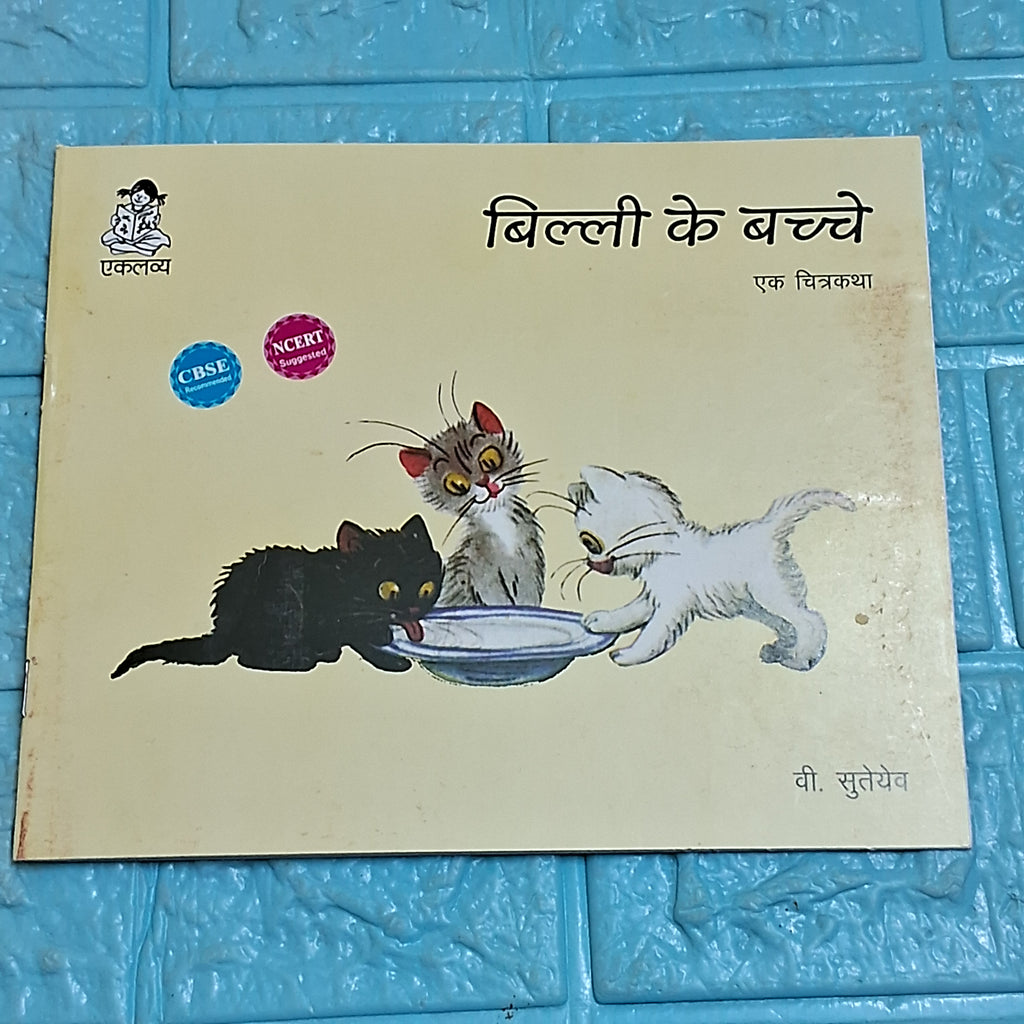 बिल्ली के बच्चे
एक चित्रकथा
एकलव्य
NCERT
Suggested
CBSE
Recommended
वी. सुतेयेव